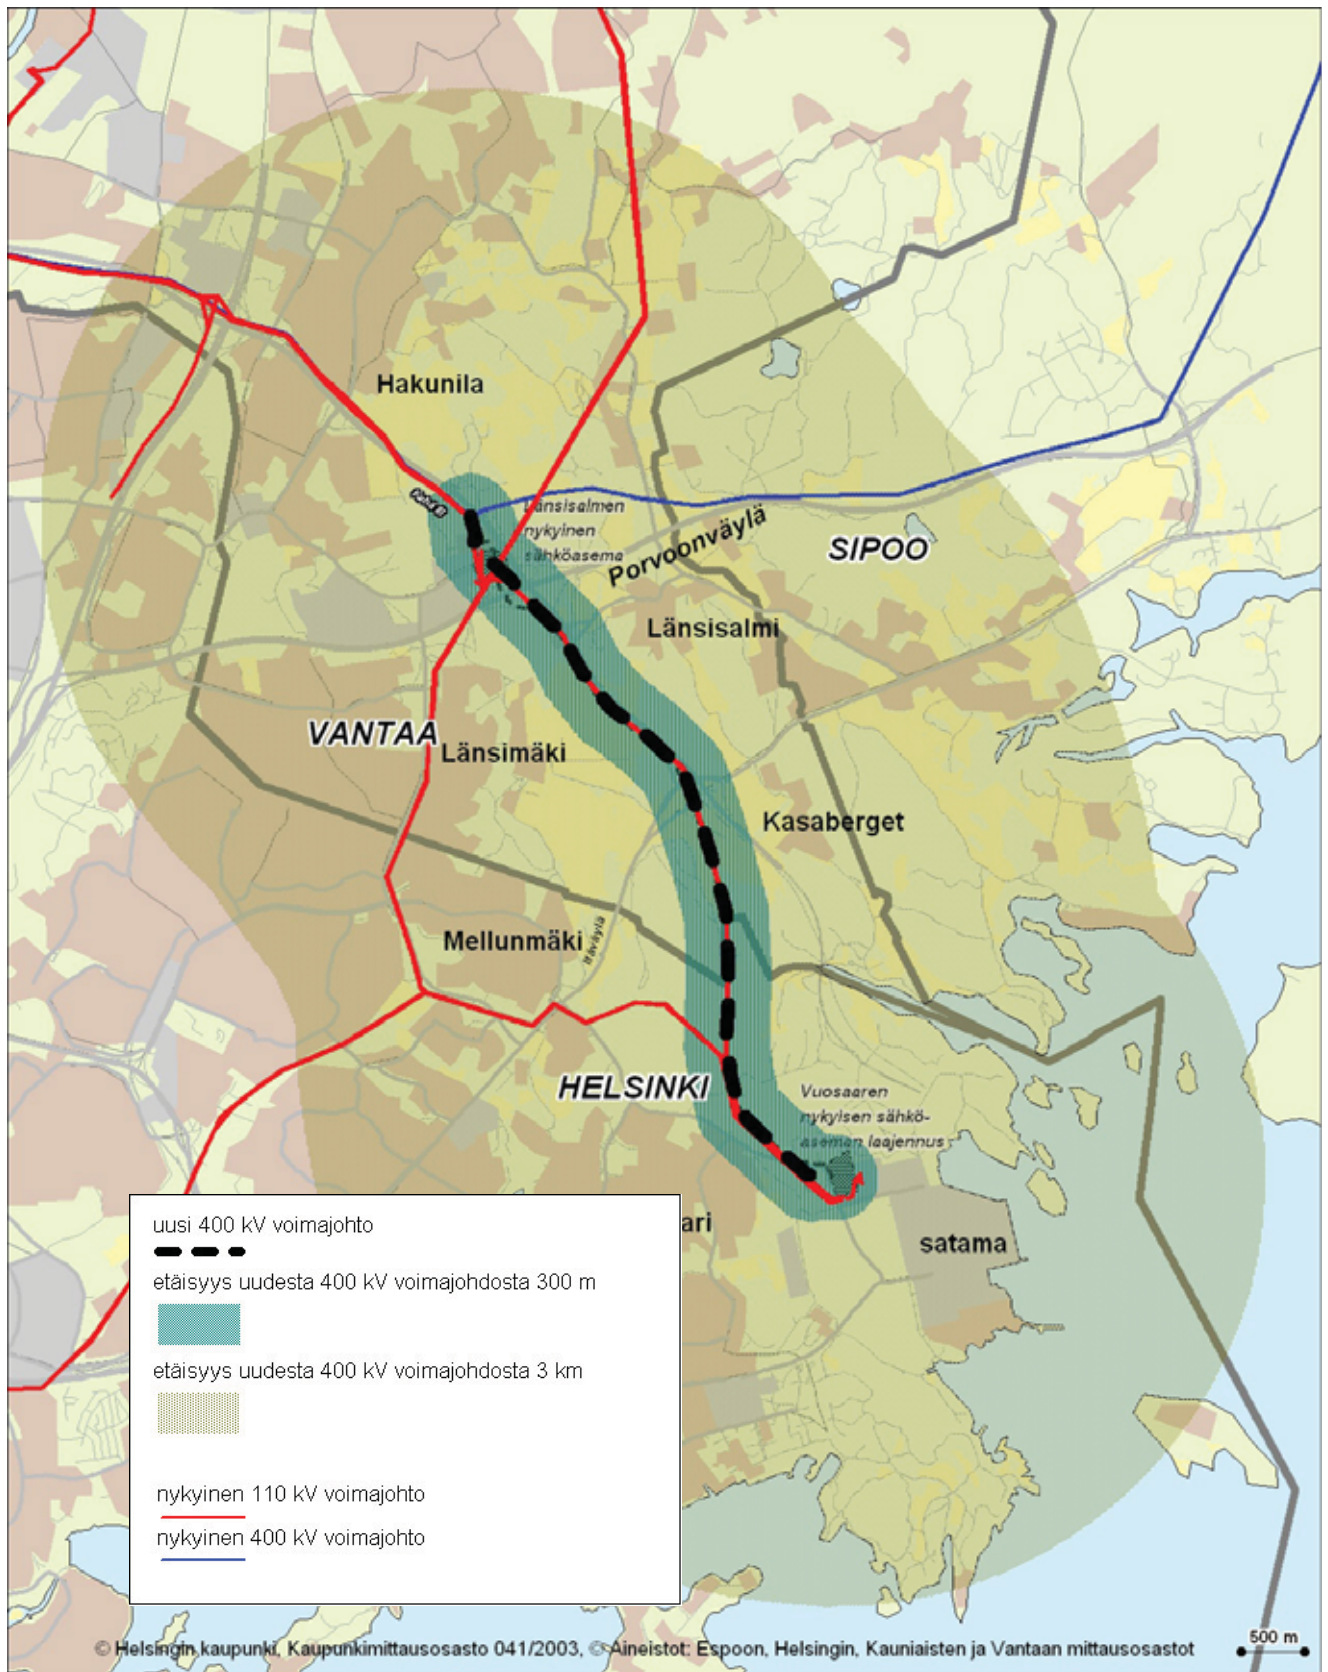 Hakunila
Länsisalmen
nykyinen
sähköasema
Porvoonväylä
SIPOO
Länsisalmi
VANTAA
Länsimäki
Kasaberget
Mellunmäki
Itäväylä
HELSINKI
Vuosaaren
nykyisen sähkö-
aseman laajennus
ari
satama
uusi 400 kV voimajohto
etäisyys uudesta 400 kV voimajohdosta 300 m
etäisyys uudesta 400 kV voimajohdosta 3 km
nykyinen 110 kV voimajohto
nykyinen 400 kV voimajohto
500 m
© Helsingin kaupunki, Kaupunkimittausosasto 041/2003, © Aineistot: Espoon, Helsingin, Kauniaisten ja Vantaan mittausosastot